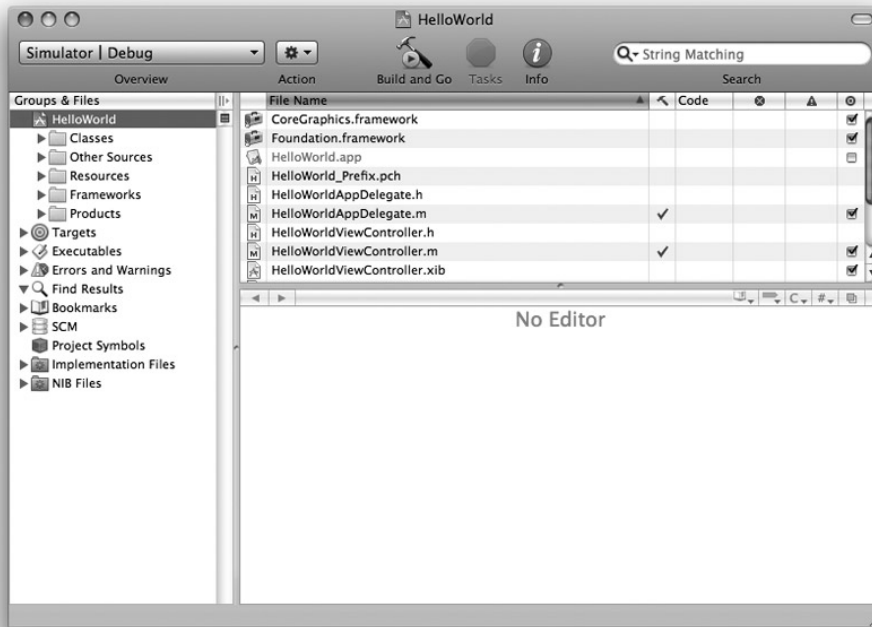 HelloWorld
Simulator | Debug
Overview
Action
Build and Go
Tasks
Info
String Matching
Search
Groups & Files
HelloWorld
Classes
Other Sources
Resources
Frameworks
Products
Targets
Executables
Errors and Warnings
Find Results
Bookmarks
SCM
Project Symbols
Implementation Files
NIB Files
File Name
Code
CoreGraphics.framework
Foundation.framework
HelloWorld.app
HelloWorld_Prefix.pch
HelloWorldAppDelegate.h
HelloWorldAppDelegate.m
HelloWorldViewController.h
HelloWorldViewController.m
HelloWorldViewController.xib
C
#
No Editor